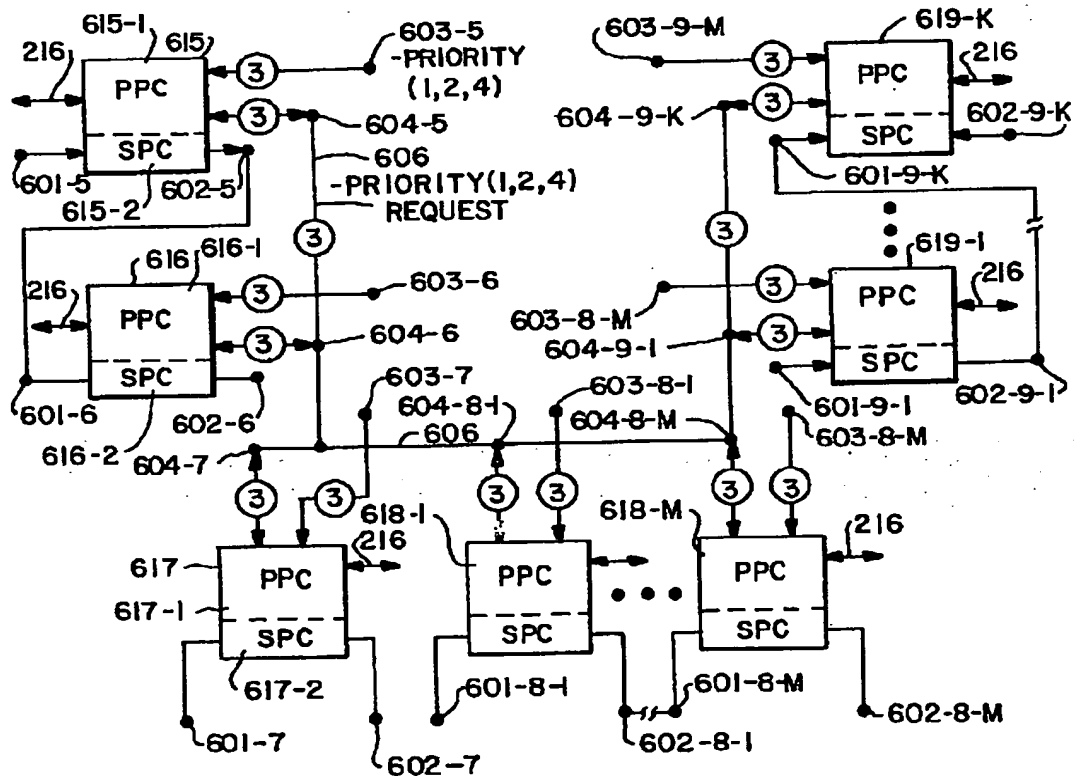 615-1
615
603-5
216
PPC
3
-PRIORITY
(1,2,4)
3
604-5
SPC
601-5
602-5
606
615-2
-PRIORITY(1,2,4)
REQUEST
3
603-9-M
619-K
3
216
PPC
3
604-9-K
602-9-K
SPC
601-9-K
3
616
616-1
216
PPC
3
603-6
3
604-6
SPC
601-6
602-6
616-2
619-1
3
216
603-8-M
PPC
3
604-9-1
SPC
601-9-1
602-9-1
603-7
604-8-1
603-8-1
604-8-M
603-8-M
604-7
606
3
3
3
3
3
3
617
PPC
216
617-1
SPC
617-2
601-7
602-7
618-1
PPC
SPC
601-8-1
602-8-1
618-M
PPC
216
SPC
601-8-M
602-8-M